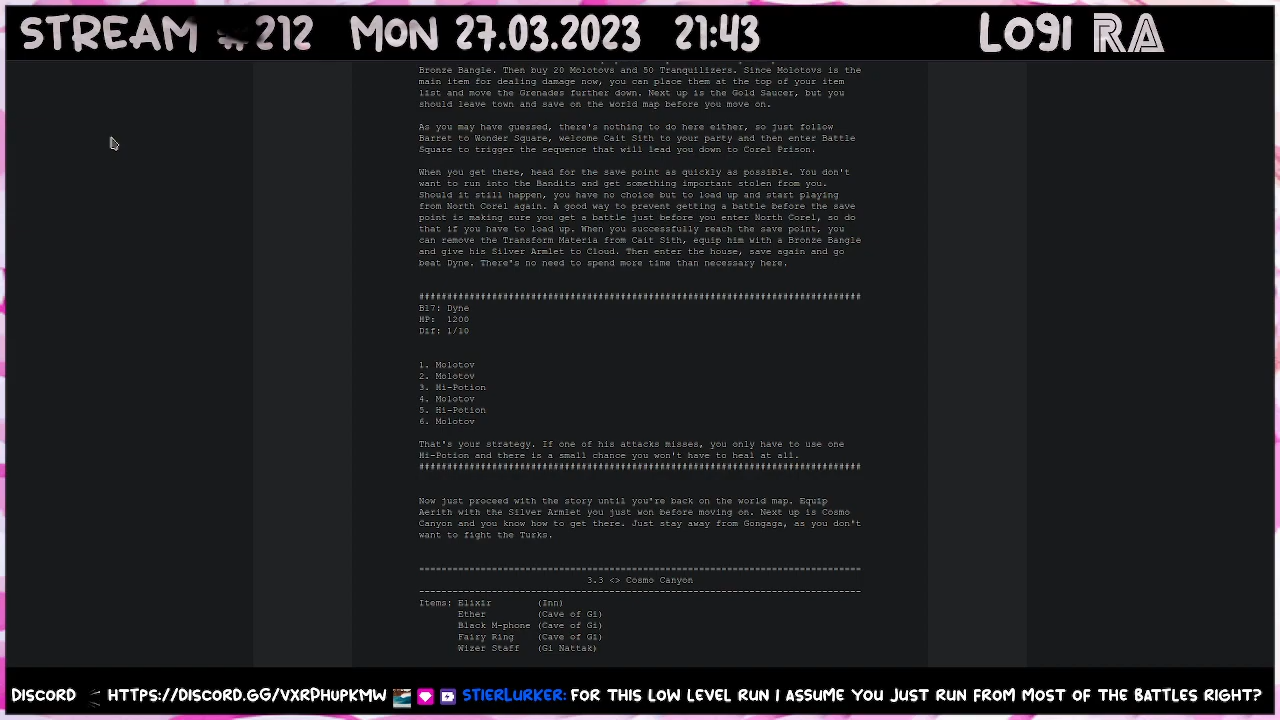 STREAM #212 MON 27.03.2023 21:43 LO9I RA
Bronze Bangle. Then buy 20 Molotovs and 50 Tranquilizers. Since Molotovs is the
main item for dealing damage now, you can place them at the top of your item
list and move the Grenades further down. Next up is the Gold Saucer, but you
should leave town and save on the world map before you move on.
As you may have guessed, there's nothing to do here either, so just follow
Barret to Wonder Square, welcome Cait Sith to your party and then enter Battle
Square to trigger the sequence that will lead you down to Corel Prison.
When you get there, head for the save point as quickly as possible. You don't
want to run into the Bandits and get something important stolen from you.
Should it still happen, you have no choice but to load up and start playing
from North Corel again. A good way to prevent getting a battle before the save
point is making sure you get a battle just before you enter North Corel, so do
that if you have to load up. When you successfully reach the save point, you
can remove the Transform Materia from Cait Sith, equip him with a Bronze Bangle
and give his Silver Armlet to Cloud. Then enter the house, save again and go
beat Dyne. There's no need to spend more time than necessary here.
###############################################################################
B17: Dyne
HP:  1200
Dif: 1/10
1. Molotov
2. Molotov
3. Hi-Potion
4. Molotov
5. Hi-Potion
6. Molotov
That's your strategy. If one of his attacks misses, you only have to use one
Hi-Potion and there is a small chance you won't have to heal at all.
###############################################################################
Now just proceed with the story until you're back on the world map. Equip
Aerith with the Silver Armlet you just won before moving on. Next up is Cosmo
Canyon and you know how to get there. Just stay away from Gongaga, as you don't
want to fight the Turks.
===============================================================================
3.3 <> Cosmo Canyon
-------------------------------------------------------------------------------
Items: Elixir (Inn)
Ether (Cave of Gi)
Black M-phone (Cave of Gi)
Fairy Ring (Cave of Gi)
Wizer Staff (Gi Nattak)
DISCORD HTTPS://DISCORD.GG/VXRPHUPKMW STIERLURKER: FOR THIS LOW LEVEL RUN I ASSUME YOU JUST RUN FROM MOST OF THE BATTLES RIGHT?